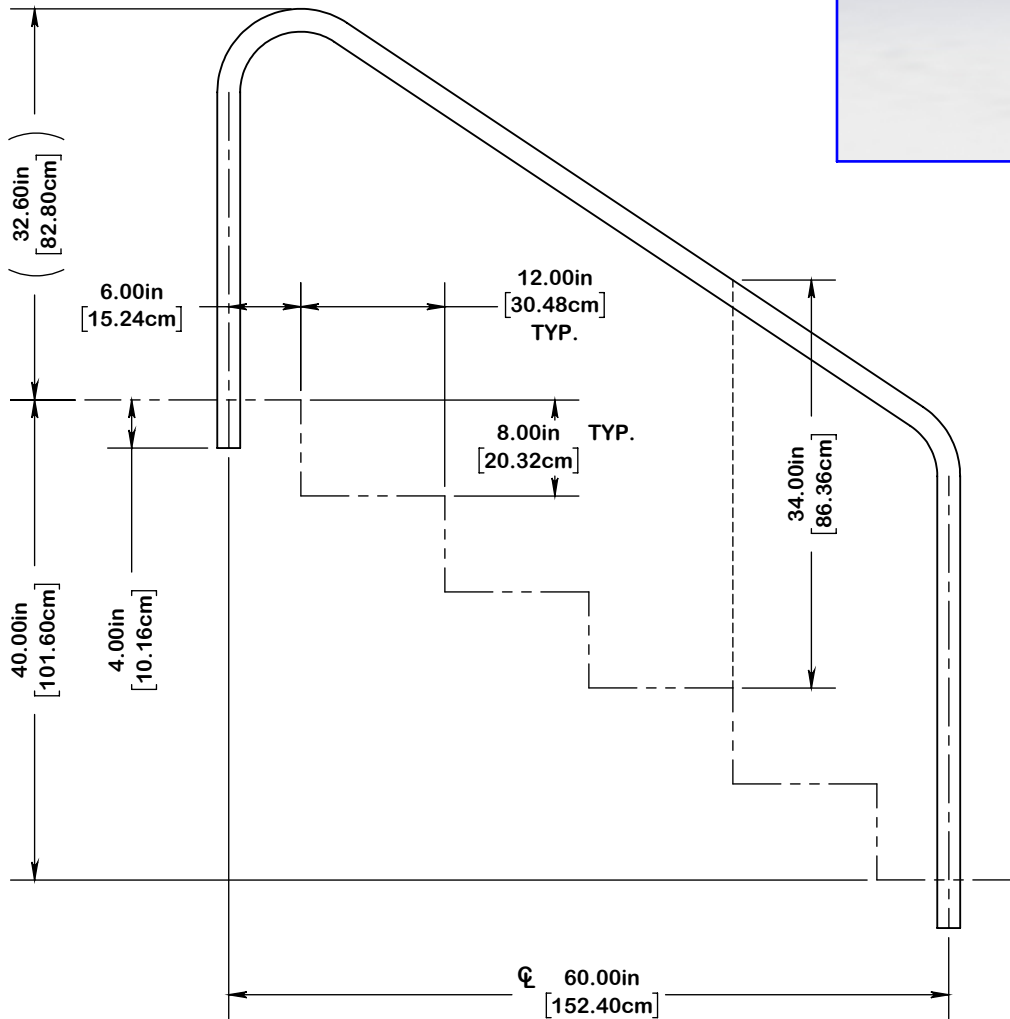 32.60in
[82.80cm]
6.00in
[15.24cm]
12.00in
[30.48cm]
TYP.
8.00in TYP.
[20.32cm]
34.00in
[86.36cm]
40.00in
[101.60cm]
4.00in
[10.16cm]
℄ 60.00in
[152.40cm]